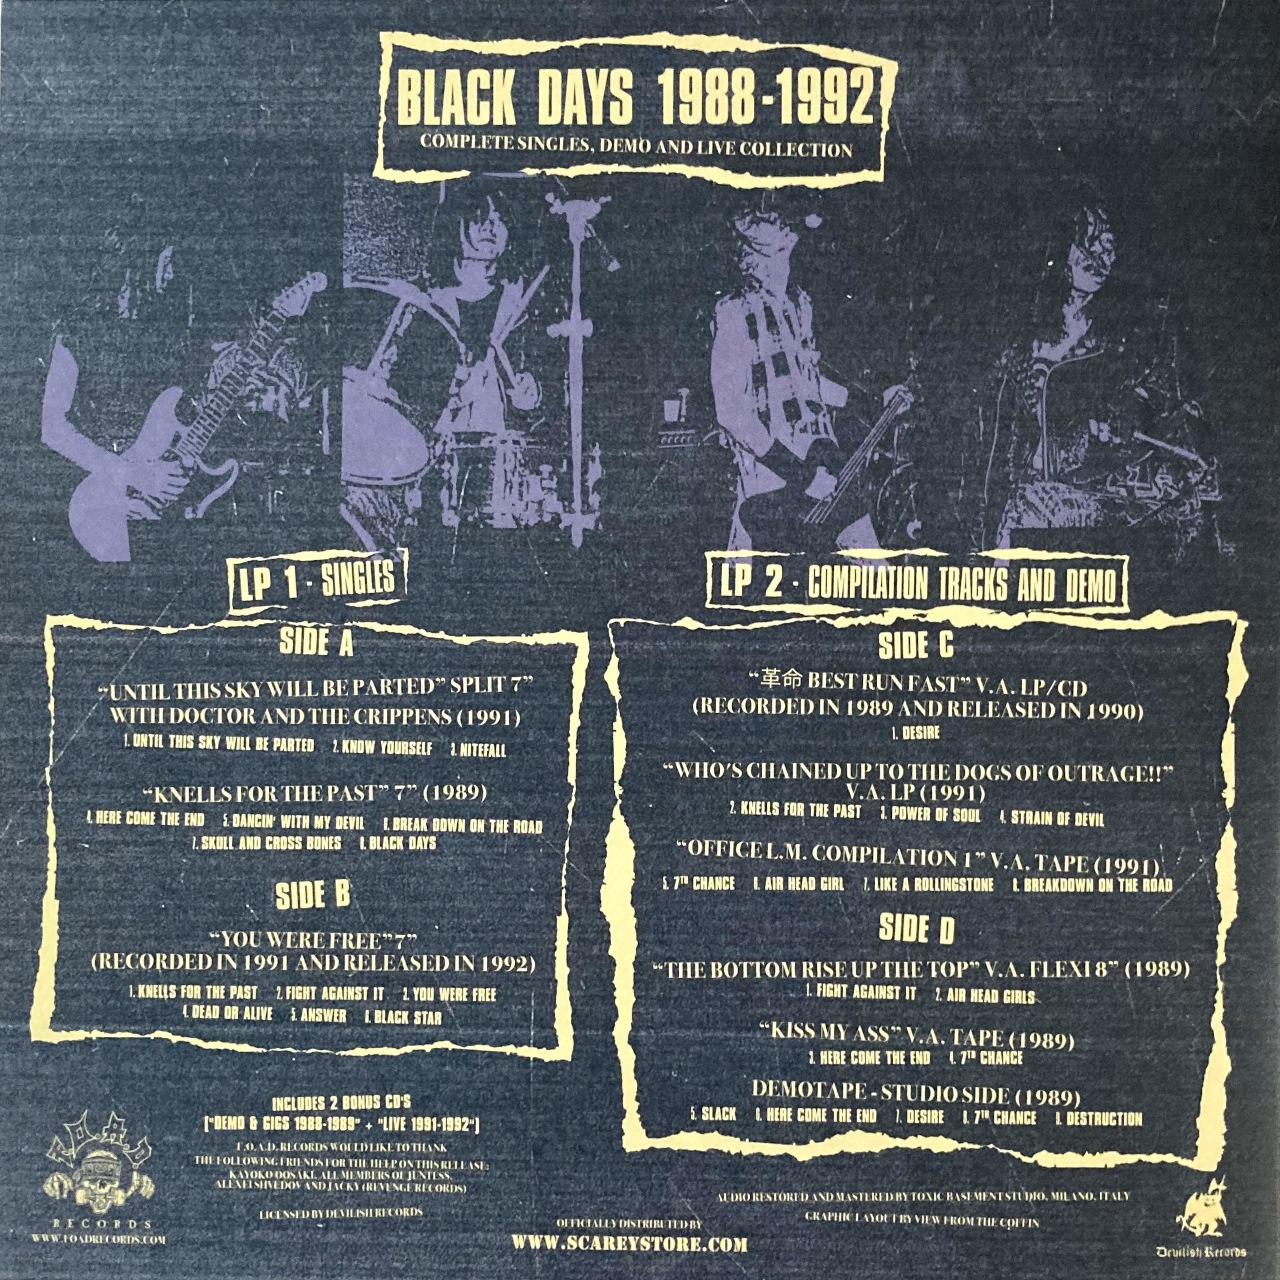 BLACK DAYS 1988-1992
COMPLETE SINGLES, DEMO AND LIVE COLLECTION
LP 1 - SINGLES
SIDE A
“UNTIL THIS SKY WILL BE PARTED” SPLIT 7”
WITH DOCTOR AND THE CRIPPENS (1991)
1. UNTIL THIS SKY WILL BE PARTED 2. KNOW YOURSELF 3. NITEFALL
“KNELLS FOR THE PAST” 7” (1989)
4. HERE COME THE END 5. DANCIN' WITH MY DEVIL 6. BREAK DOWN ON THE ROAD
7. SKULL AND CROSS BONES 8. BLACK DAYS
SIDE B
“YOU WERE FREE” 7”
(RECORDED IN 1991 AND RELEASED IN 1992)
1. KNELLS FOR THE PAST 2. FIGHT AGAINST IT 3. YOU WERE FREE
4. DEAD OR ALIVE 5. ANSWER 6. BLACK STAR
LP 2 - COMPILATION TRACKS AND DEMO
SIDE C
“革命 BEST RUN FAST” V.A. LP/CD
(RECORDED IN 1989 AND RELEASED IN 1990)
1. DESIRE
“WHO'S CHAINED UP TO THE DOGS OF OUTRAGE!!”
V.A. LP (1991)
2. KNELLS FOR THE PAST 3. POWER OF SOUL 4. STRAIN OF DEVIL
“OFFICE L.M. COMPILATION 1” V.A. TAPE (1991)
5. 7TH CHANCE 6. AIR HEAD GIRL 7. LIKE A ROLLINGSTONE 8. BREAKDOWN ON THE ROAD
SIDE D
“THE BOTTOM RISE UP THE TOP” V.A. FLEXI 8” (1989)
1. FIGHT AGAINST IT 2. AIR HEAD GIRLS
“KISS MY ASS” V.A. TAPE (1989)
3. HERE COME THE END 4. 7TH CHANCE
DEMOTAPE - STUDIO SIDE (1989)
5. SLACK 6. HERE COME THE END 7. DESIRE 8. 7TH CHANCE 9. DESTRUCTION
INCLUDES 2 BONUS CD'S
["DEMO & GIGS 1988-1989" + "LIVE 1991-1992"]
F.O.A.D. RECORDS WOULD LIKE TO THANK
THE FOLLOWING FRIENDS FOR THE HELP ON THIS RELEASE:
KAYOKO OOSAKI, ALL MEMBERS OF JUNTESS,
ALEXEI SHVEDOV AND JACKY (REVENGE RECORDS)
LICENSED BY DEVILISH RECORDS
F.O.A.D.
RECORDS
WWW.FOADRECORDS.COM
OFFICIALLY DISTRIBUTED BY
WWW.SCAREYSTORE.COM
AUDIO RESTORED AND MASTERED BY TOXIC BASEMENT STUDIO, MILANO, ITALY
GRAPHIC LAYOUT BY VIEW FROM THE COFFIN
Devilish Records